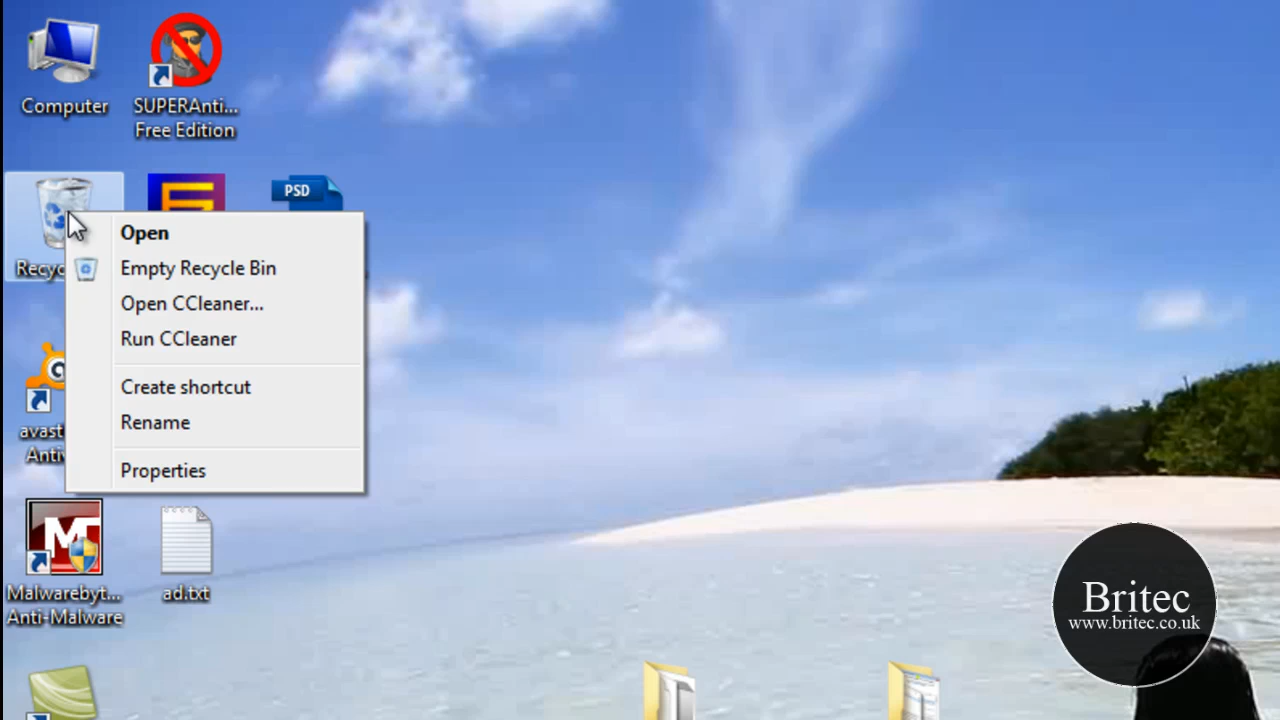 Computer
SUPERAnti...
Free Edition
PSD
Recyc
Open
Empty Recycle Bin
Open CCleaner...
Run CCleaner
Create shortcut
Rename
Properties
avast
Anti
Malwarebyt...
Anti-Malware
ad.txt
Britec
www.britec.co.uk